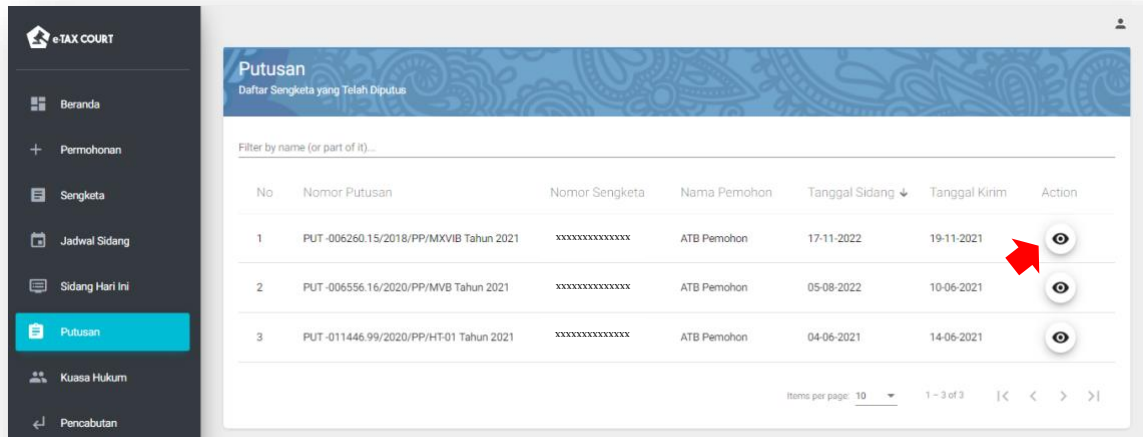 e-TAX COURT
Beranda
Permohonan
Sengketa
Jadwal Sidang
Sidang Hari Ini
Putusan
Kuasa Hukum
Pencabutan
Putusan
Daftar Sengketa yang Telah Diputus
Filter by name (or part of it)...
No Nomor Putusan Nomor Sengketa Nama Pemohon Tanggal Sidang Tanggal Kirim Action
1 PUT -006260.15/2018/PP/MXVIB Tahun 2021 xxxxxxxxxxxxxx ATB Pemohon 17-11-2022 19-11-2021
2 PUT -006556.16/2020/PP/MVB Tahun 2021 xxxxxxxxxxxxxx ATB Pemohon 05-08-2022 10-06-2021
3 PUT -011446.99/2020/PP/HT-01 Tahun 2021 xxxxxxxxxxxxxx ATB Pemohon 04-06-2021 14-06-2021
Items per page: 10 1 – 3 of 3